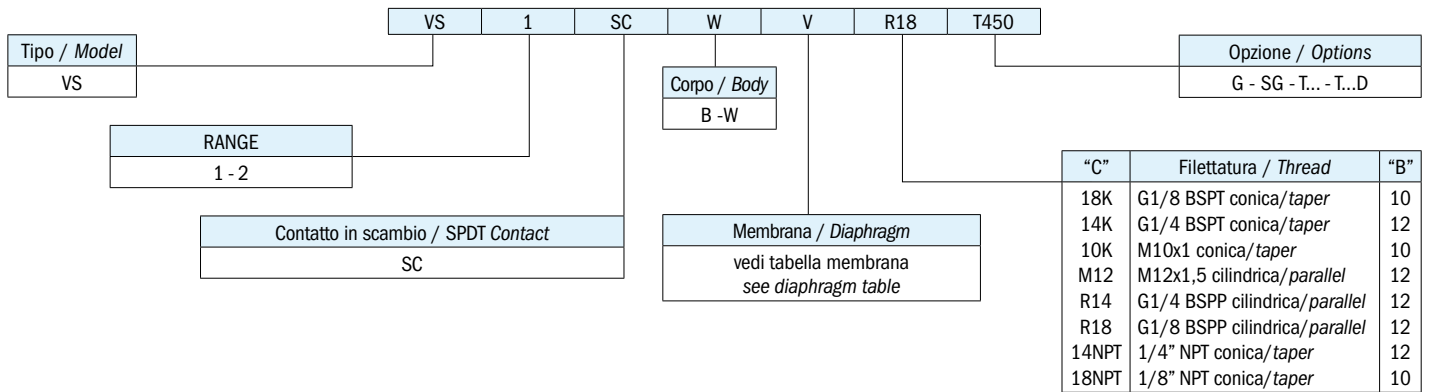 VS 1 SC W V R18 T450
Tipo / Model
VS
Opzione / Options
G - SG - T... - T...D
Corpo / Body
B -W
RANGE
1 - 2
Contatto in scambio / SPDT Contact
SC
Membrana / Diaphragm
vedi tabella membrana
see diaphragm table
“C” Filettatura / Thread “B”
18K G1/8 BSPT conica/taper 10
14K G1/4 BSPT conica/taper 12
10K M10x1 conica/taper 10
M12 M12x1,5 cilindrica/parallel 12
R14 G1/4 BSPP cilindrica/parallel 12
R18 G1/8 BSPP cilindrica/parallel 12
14NPT 1/4” NPT conica/taper 12
18NPT 1/8” NPT conica/taper 10